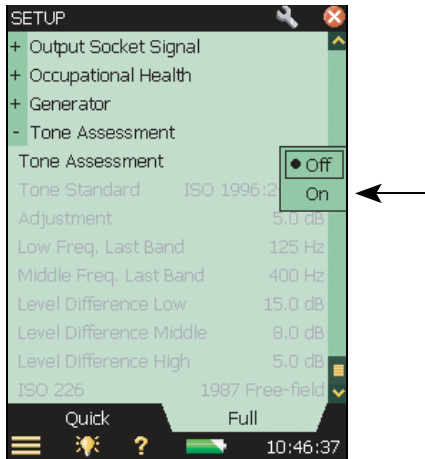 SETUP
+ Output Socket Signal
+ Occupational Health
+ Generator
- Tone Assessment
Tone Assessment Off
Tone Standard ISO 1996:2 On
Adjustment 5.0 dB
Low Freq. Last Band 125 Hz
Middle Freq. Last Band 400 Hz
Level Difference Low 15.0 dB
Level Difference Middle 8.0 dB
Level Difference High 5.0 dB
ISO 226 1987 Free-field
Quick Full
? 10:46:37